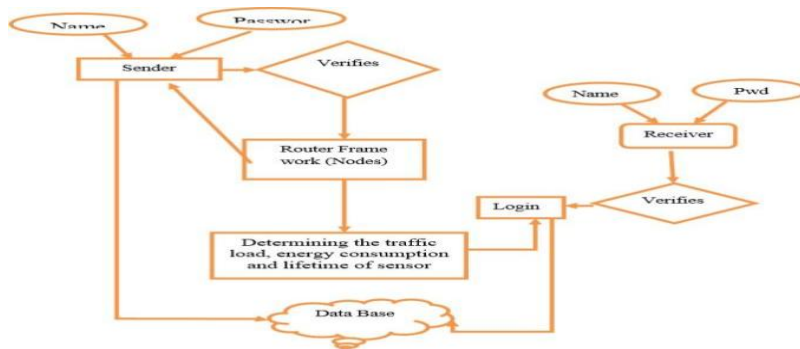 Name
Passwor
Sender
Verifies
Name
Pwd
Receiver
Router Frame
work (Nodes)
Login
Verifies
Determining the traffic
load, energy consumption
and lifetime of sensor
Data Base